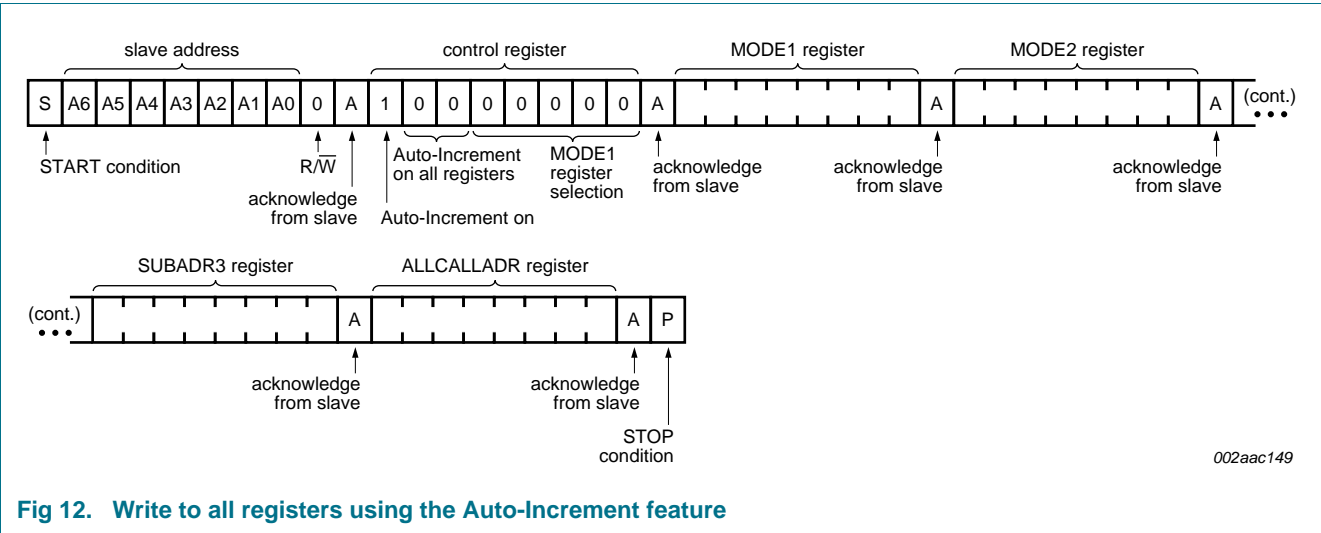 slave address control register MODE1 register MODE2 register
S A6 A5 A4 A3 A2 A1 A0 0 A 1 0 0 0 0 0 0 0 A A A (cont.)
START condition R/W Auto-Increment MODE1 acknowledge acknowledge acknowledge
on all registers register from slave from slave from slave
acknowledge selection
from slave Auto-Increment on
SUBADR3 register ALLCALLADR register
(cont.) A A P
acknowledge acknowledge
from slave from slave
STOP
condition
002aac149
Fig 12. Write to all registers using the Auto-Increment feature